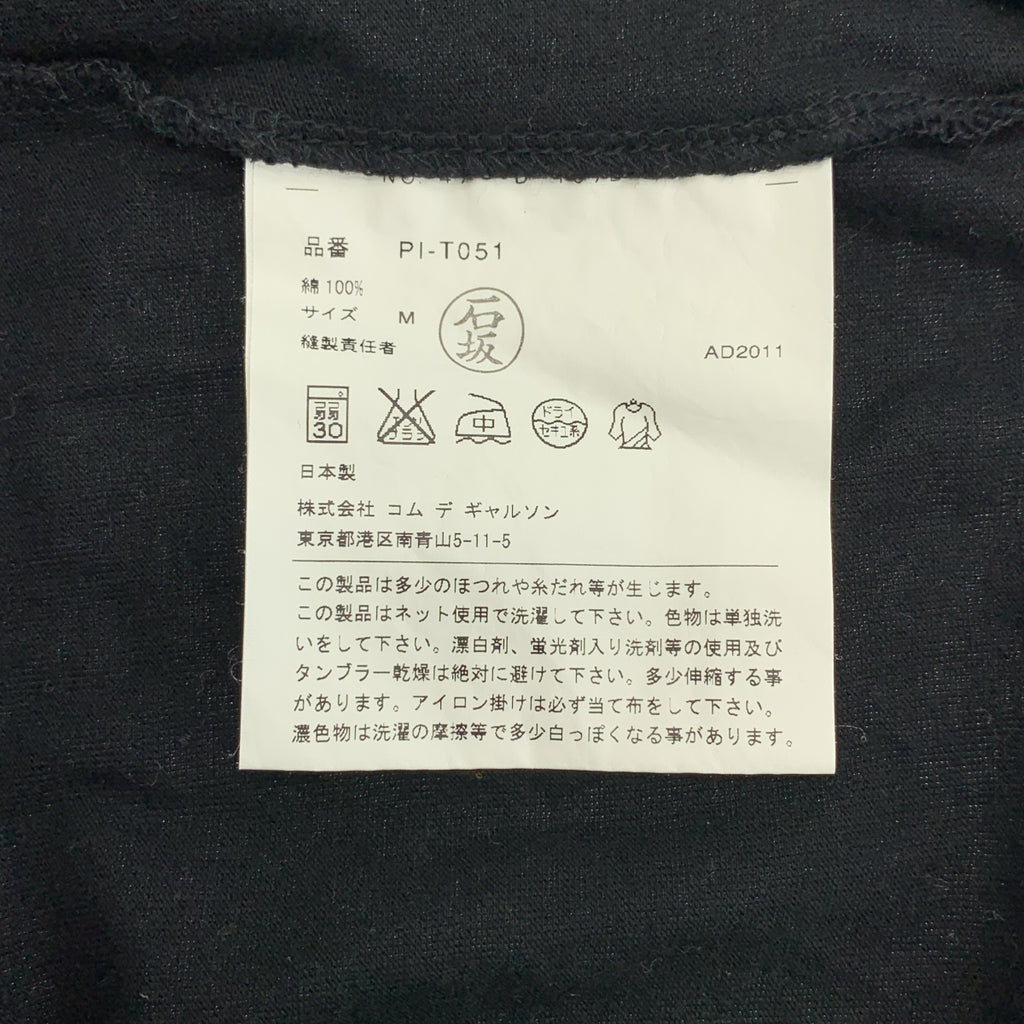 品番 PI-T051
綿100%
サイズ M
縫製責任者 石坂
AD2011
弱 30
エンソ サラシ
中
ドライ セキユ系
日本製
株式会社 コム デ ギャルソン
東京都港区南青山5-11-5
この製品は多少のほつれや糸だれ等が生じます。
この製品はネット使用で洗濯して下さい。色物は単独洗
いをして下さい。漂白剤、蛍光剤入り洗剤等の使用及び
タンブラー乾燥は絶対に避けて下さい。多少伸縮する事
があります。アイロン掛けは必ず当て布をして下さい。
濃色物は洗濯の摩擦等で多少白っぽくなる事があります。